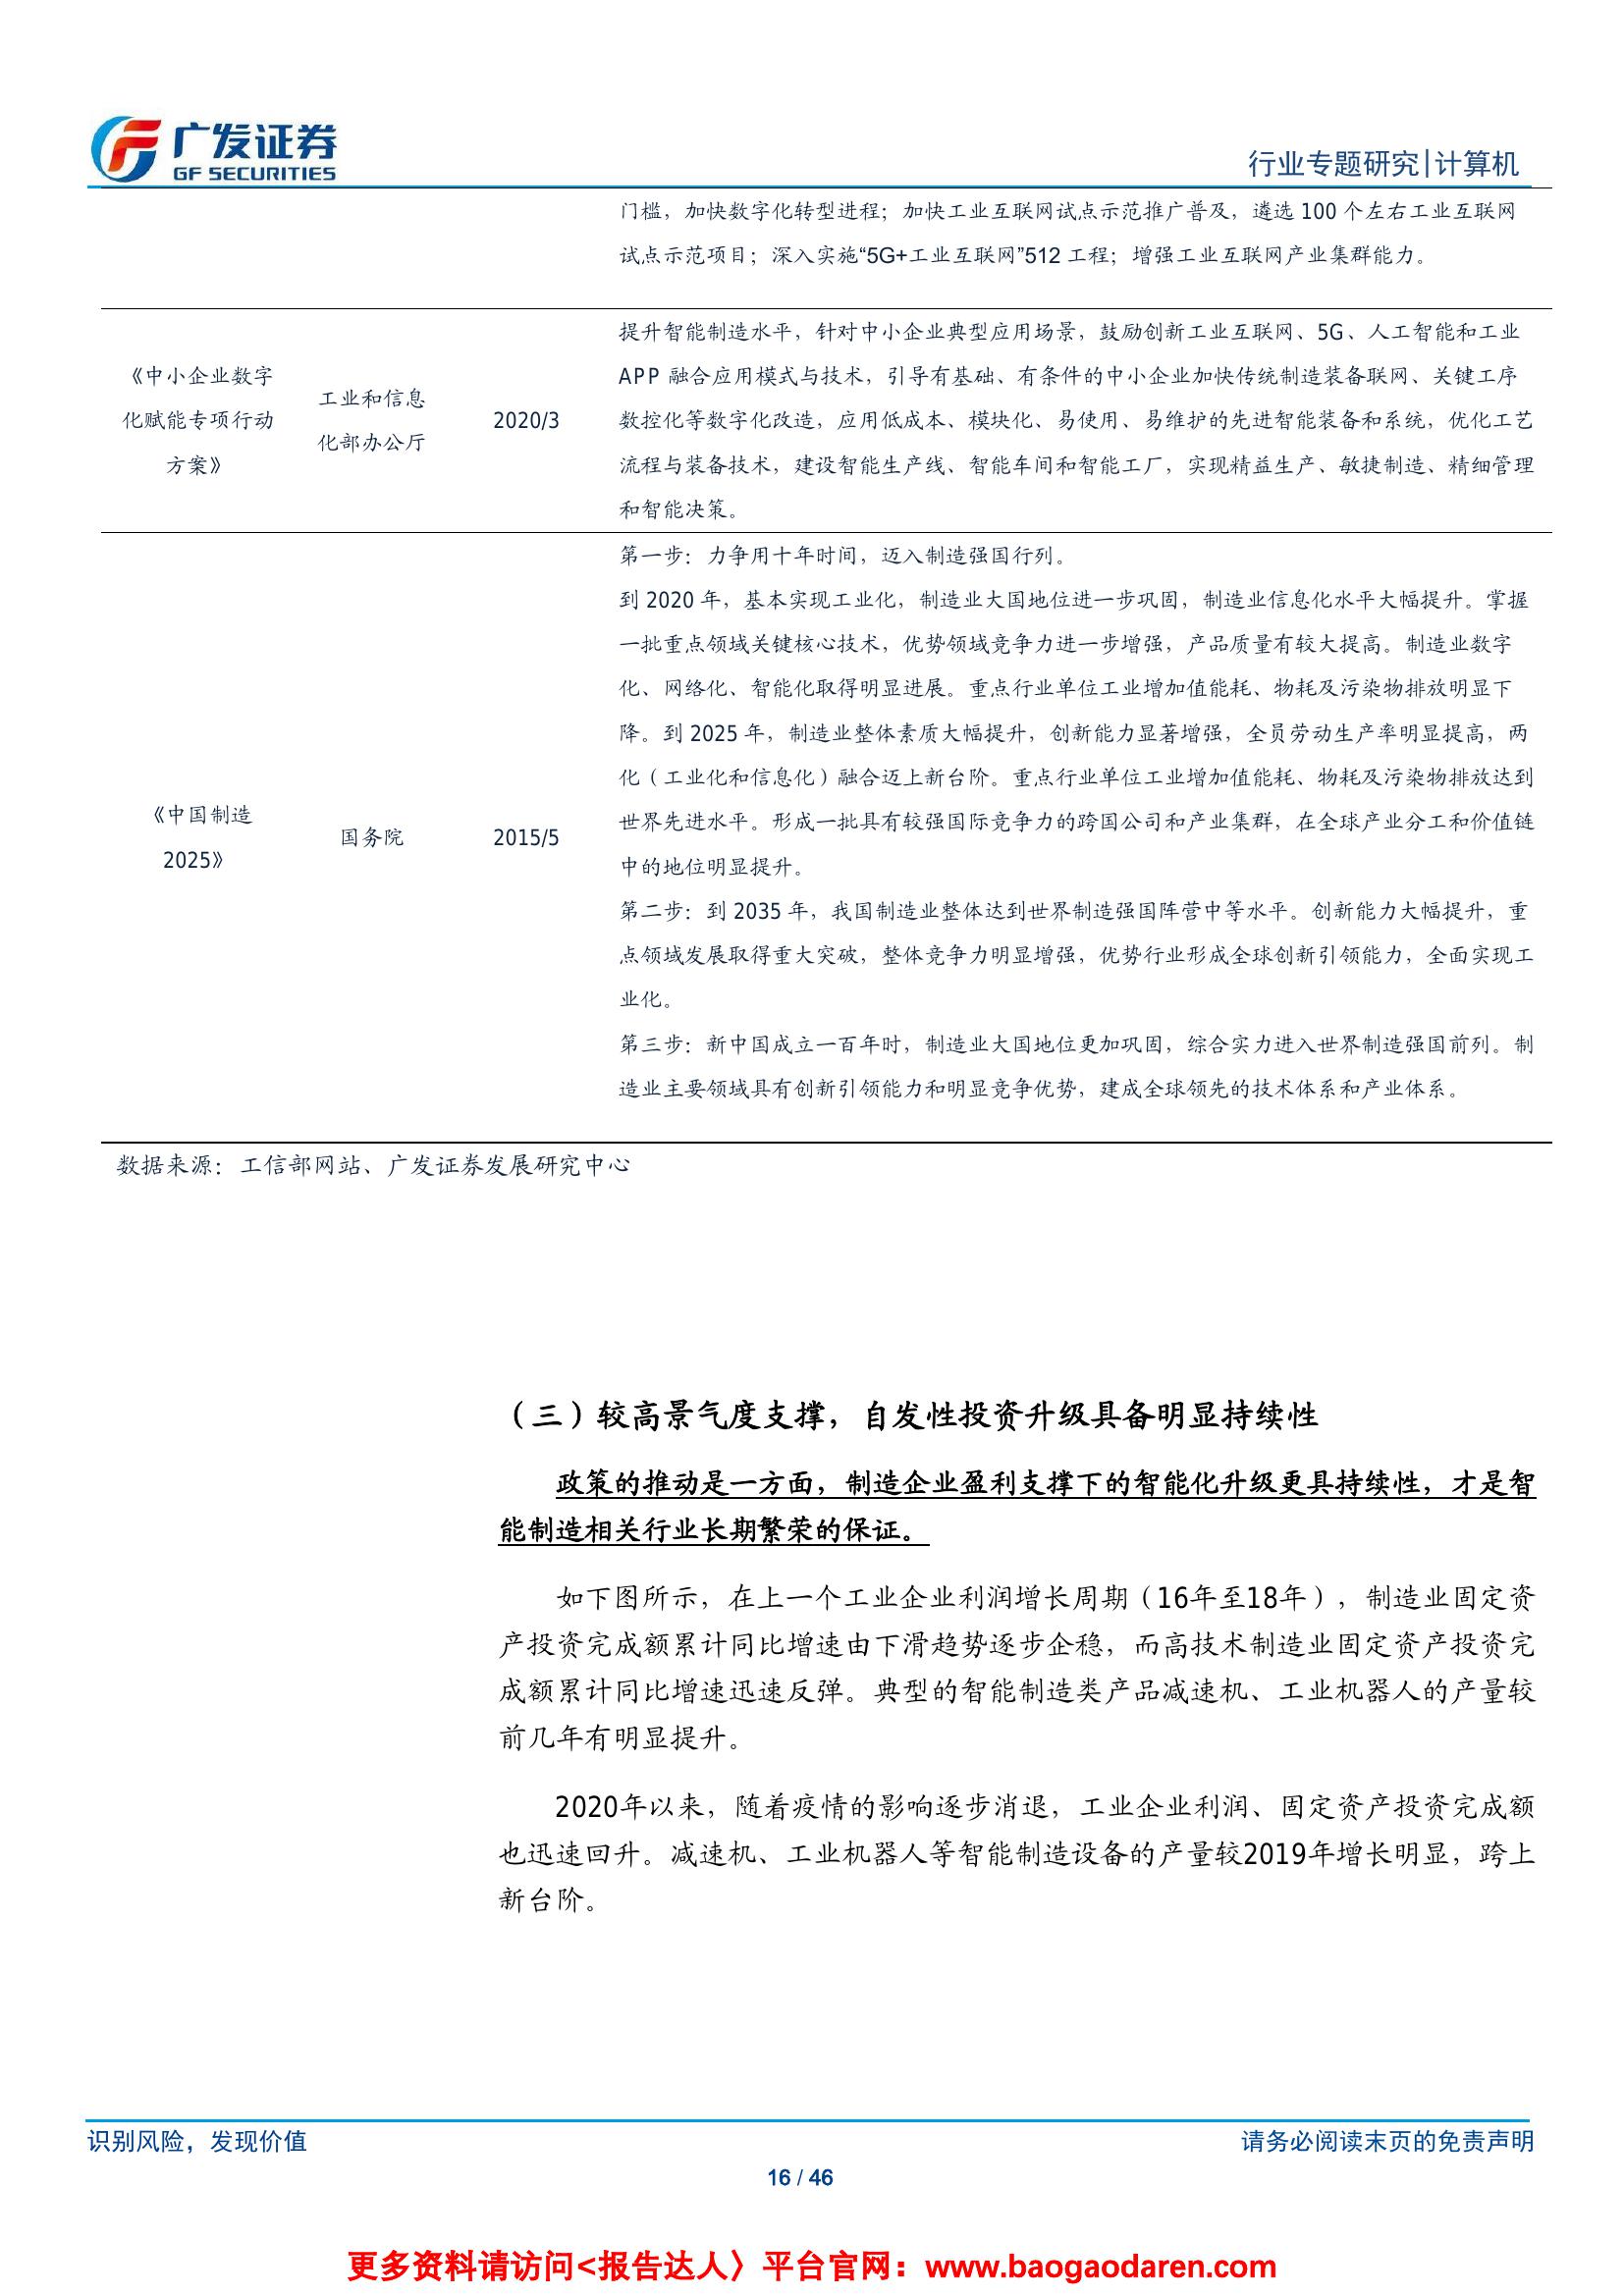 广发证券
GF SECURITIES
行业专题研究|计算机
门槛，加快数字化转型进程；加快工业互联网试点示范推广普及，遴选 100 个左右工业互联网
试点示范项目；深入实施“5G+工业互联网”512 工程；增强工业互联网产业集群能力。
《中小企业数字
化赋能专项行动
方案》
工业和信息
化部办公厅
2020/3
提升智能制造水平，针对中小企业典型应用场景，鼓励创新工业互联网、5G、人工智能和工业
APP 融合应用模式与技术，引导有基础、有条件的中小企业加快传统制造装备联网、关键工序
数控化等数字化改造，应用低成本、模块化、易使用、易维护的先进智能装备和系统，优化工艺
流程与装备技术，建设智能生产线、智能车间和智能工厂，实现精益生产、敏捷制造、精细管理
和智能决策。
《中国制造
2025》
国务院
2015/5
第一步：力争用十年时间，迈入制造强国行列。
到 2020 年，基本实现工业化，制造业大国地位进一步巩固，制造业信息化水平大幅提升。掌握
一批重点领域关键核心技术，优势领域竞争力进一步增强，产品质量有较大提高。制造业数字
化、网络化、智能化取得明显进展。重点行业单位工业增加值能耗、物耗及污染物排放明显下
降。到 2025 年，制造业整体素质大幅提升，创新能力显著增强，全员劳动生产率明显提高，两
化（工业化和信息化）融合迈上新台阶。重点行业单位工业增加值能耗、物耗及污染物排放达到
世界先进水平。形成一批具有较强国际竞争力的跨国公司和产业集群，在全球产业分工和价值链
中的地位明显提升。
第二步：到 2035 年，我国制造业整体达到世界制造强国阵营中等水平。创新能力大幅提升，重
点领域发展取得重大突破，整体竞争力明显增强，优势行业形成全球创新引领能力，全面实现工
业化。
第三步：新中国成立一百年时，制造业大国地位更加巩固，综合实力进入世界制造强国前列。制
造业主要领域具有创新引领能力和明显竞争优势，建成全球领先的技术体系和产业体系。
数据来源：工信部网站、广发证券发展研究中心
（三）较高景气度支撑，自发性投资升级具备明显持续性
政策的推动是一方面，制造企业盈利支撑下的智能化升级更具持续性，才是智
能制造相关行业长期繁荣的保证。
如下图所示，在上一个工业企业利润增长周期（16年至18年），制造业固定资
产投资完成额累计同比增速由下滑趋势逐步企稳，而高技术制造业固定资产投资完
成额累计同比增速迅速反弹。典型的智能制造类产品减速机、工业机器人的产量较
前几年有明显提升。
2020年以来，随着疫情的影响逐步消退，工业企业利润、固定资产投资完成额
也迅速回升。减速机、工业机器人等智能制造设备的产量较2019年增长明显，跨上
新台阶。
识别风险，发现价值
请务必阅读末页的免责声明
16 / 46
更多资料请访问<报告达人〉平台官网：www.baogaodaren.com